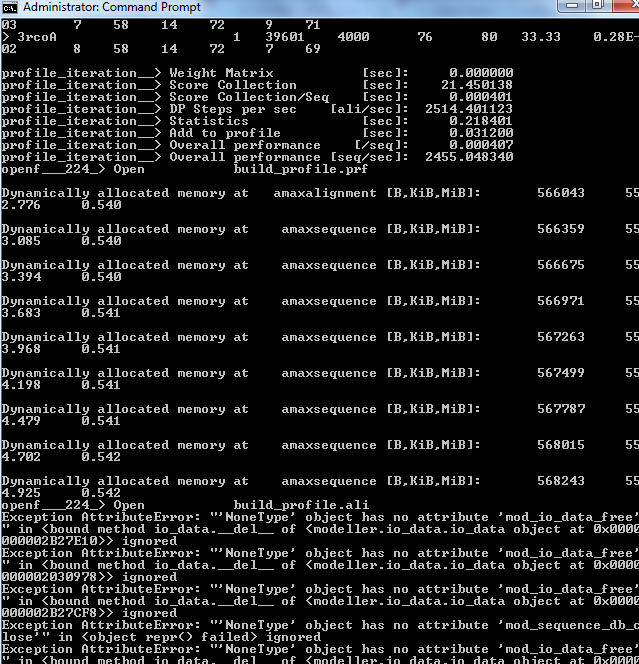 Administrator: Command Prompt
03 7 58 14 72 9 71
> 3rcoA 1 39601 4000 76 80 33.33 0.28E-
02 8 58 14 72 7 69
profile_iteration__> Weight Matrix [sec]: 0.000000
profile_iteration__> Score Collection [sec]: 21.450138
profile_iteration__> Score Collection/Seq [sec]: 0.000401
profile_iteration__> DP Steps per sec [ali/sec]: 2514.401123
profile_iteration__> Statistics [sec]: 0.218401
profile_iteration__> Add to profile [sec]: 0.031200
profile_iteration__> Overall performance [/seq]: 0.000407
profile_iteration__> Overall performance [seq/sec]: 2455.048340
openf___224_> Open build_profile.prf
Dynamically allocated memory at amaxalignment [B,KiB,MiB]: 566043 55
2.776 0.540
Dynamically allocated memory at amaxsequence [B,KiB,MiB]: 566359 55
3.085 0.540
Dynamically allocated memory at amaxsequence [B,KiB,MiB]: 566675 55
3.394 0.540
Dynamically allocated memory at amaxsequence [B,KiB,MiB]: 566971 55
3.683 0.541
Dynamically allocated memory at amaxsequence [B,KiB,MiB]: 567263 55
3.968 0.541
Dynamically allocated memory at amaxsequence [B,KiB,MiB]: 567499 55
4.198 0.541
Dynamically allocated memory at amaxsequence [B,KiB,MiB]: 567787 55
4.479 0.541
Dynamically allocated memory at amaxsequence [B,KiB,MiB]: 568015 55
4.702 0.542
Dynamically allocated memory at amaxsequence [B,KiB,MiB]: 568243 55
4.925 0.542
openf___224_> Open build_profile.ali
Exception AttributeError: "'NoneType' object has no attribute 'mod_io_data_free'
" in <bound method io_data.__del__ of <modeller.io_data.io_data object at 0x0000
000002B27E10>> ignored
Exception AttributeError: "'NoneType' object has no attribute 'mod_io_data_free'
" in <bound method io_data.__del__ of <modeller.io_data.io_data object at 0x0000
000002030978>> ignored
Exception AttributeError: "'NoneType' object has no attribute 'mod_io_data_free'
" in <bound method io_data.__del__ of <modeller.io_data.io_data object at 0x0000
000002B27CF8>> ignored
Exception AttributeError: "'NoneType' object has no attribute 'mod_sequence_db_c
lose'" in <object repr() failed> ignored
Exception AttributeError: "'NoneType' object has no attribute 'mod_io_data_free'
" in <bound method io_data.__del__ of <modeller.io_data.io_data object at 0x0000